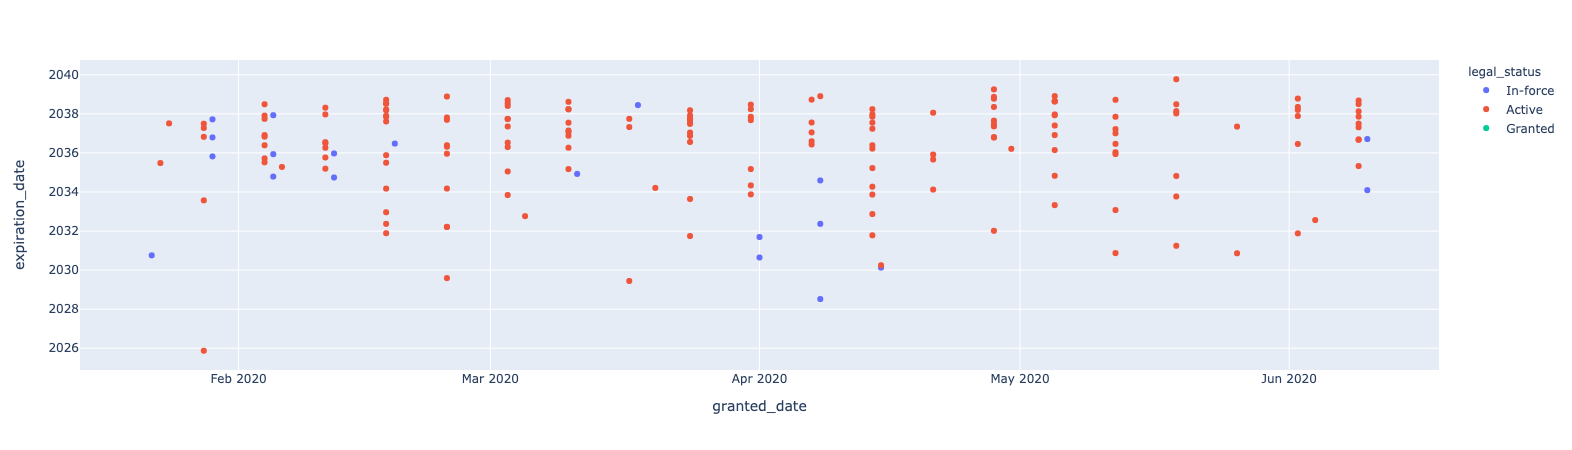 legal_status
In-force
Active
Granted
expiration_date
2040
2038
2036
2034
2032
2030
2028
2026
Feb 2020
Mar 2020
Apr 2020
May 2020
Jun 2020
granted_date